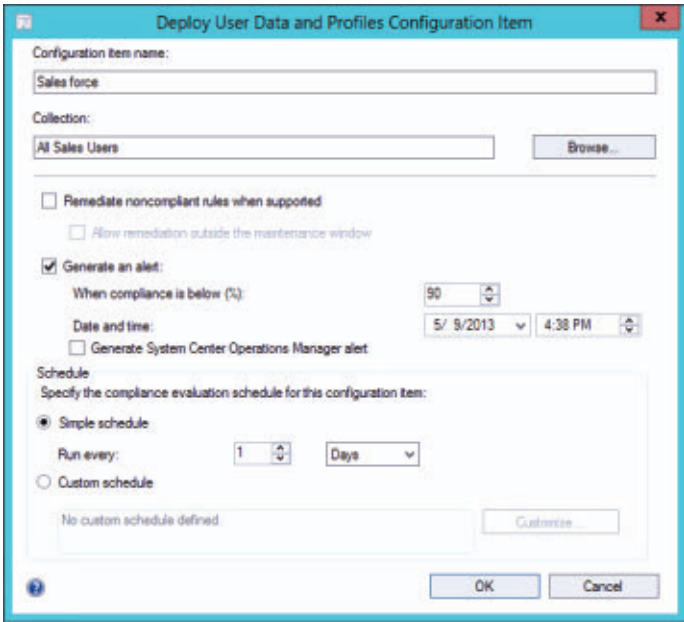 Deploy User Data and Profiles Configuration Item
x
Configuration item name:
Sales force
Collection:
All Sales Users
Browse...
Remediate noncompliant rules when supported
Allow remediation outside the maintenance window
Generate an alert:
When compliance is below (%):
90
Date and time:
5/ 9/2013
4:38 PM
Generate System Center Operations Manager alert
Schedule
Specify the compliance evaluation schedule for this configuration item:
Simple schedule
Run every:
1
Days
Custom schedule
No custom schedule defined.
Customize...
?
OK
Cancel